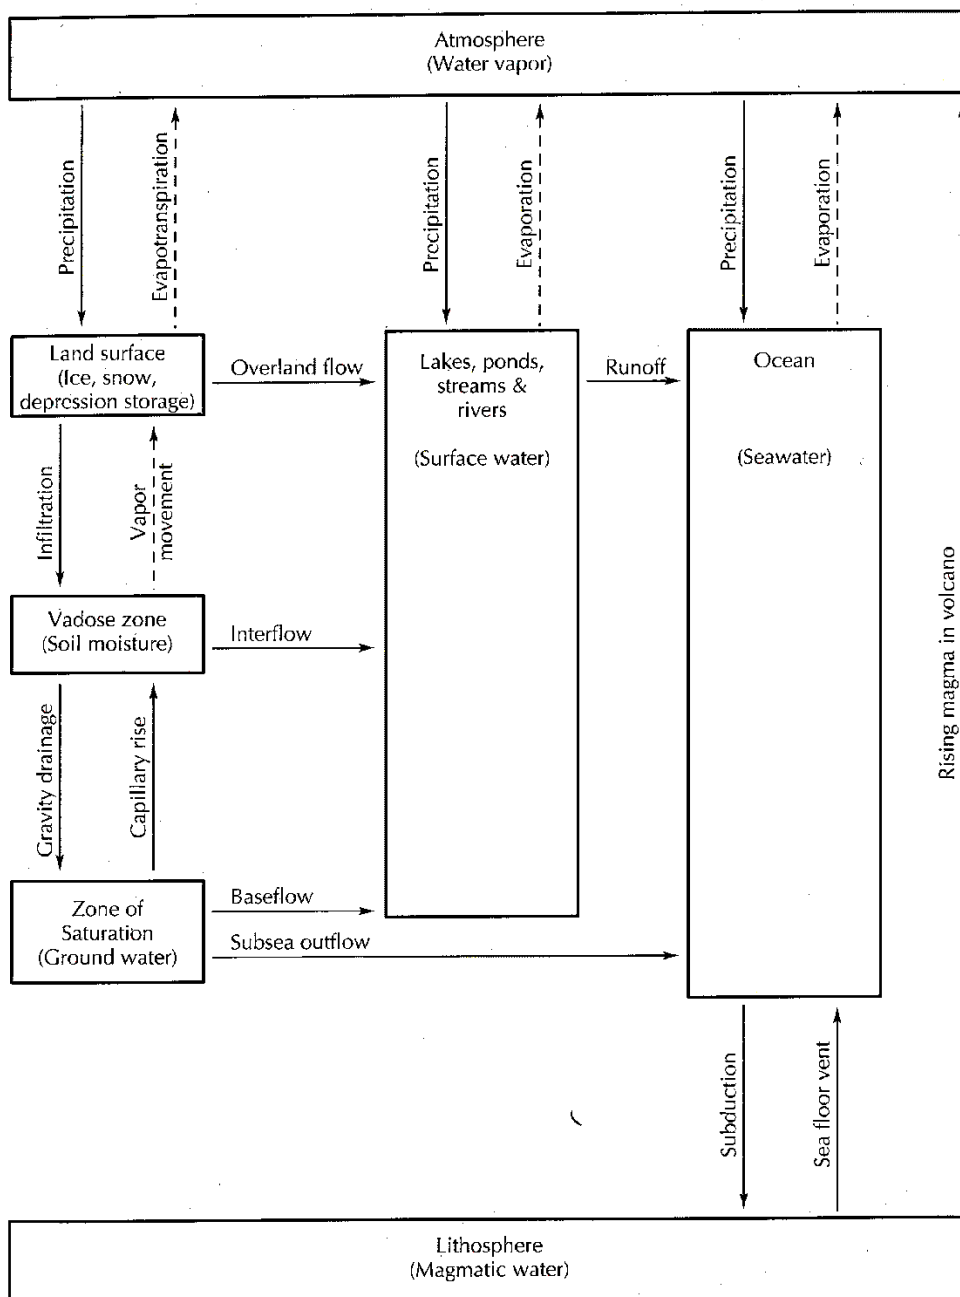 Atmosphere
(Water vapor)
Precipitation
Evapotranspiration
Precipitation
Evaporation
Precipitation
Evaporation
Land surface
(Ice, snow,
depression storage)
Overland flow
Lakes, ponds,
streams &
rivers
(Surface water)
Runoff
Ocean
(Seawater)
Infiltration
Vapor
movement
Rising magma in volcano
Vadose zone
(Soil moisture)
Interflow
Gravity drainage
Capillary rise
Zone of
Saturation
(Ground water)
Baseflow
Subsea outflow
Subduction
Sea floor vent
Lithosphere
(Magmatic water)